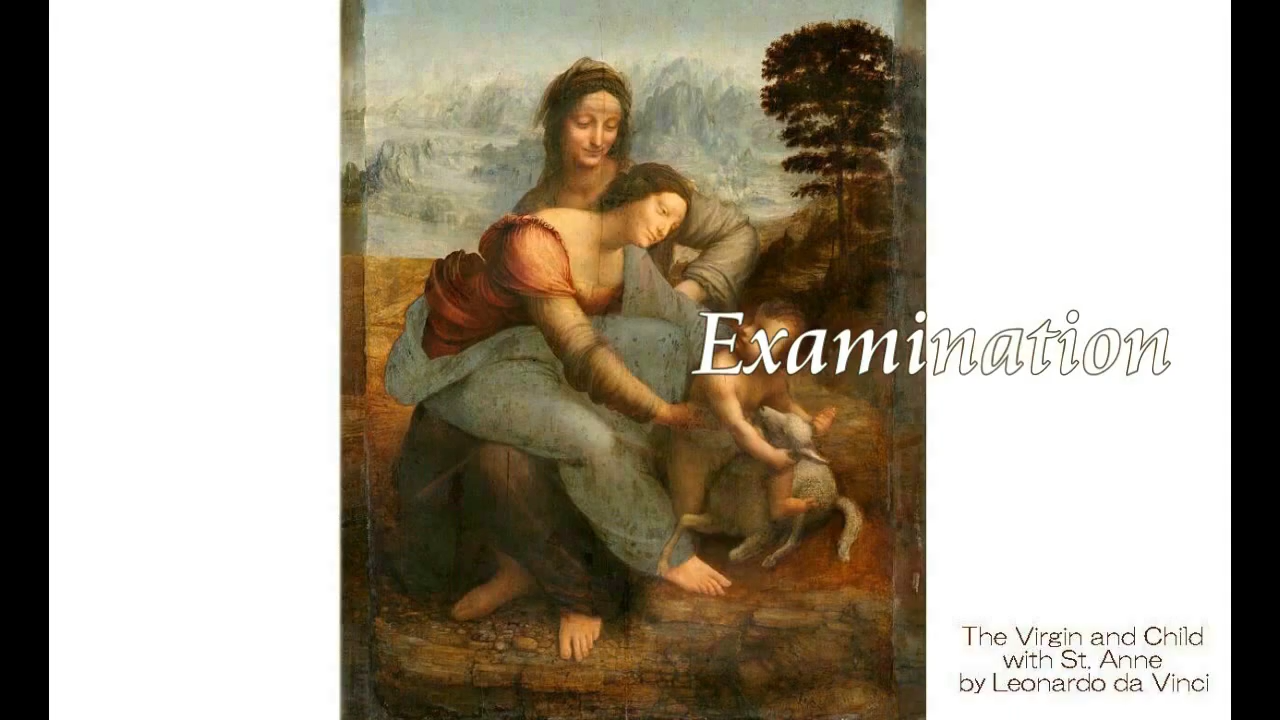 Examination
The Virgin and Child
with St. Anne
by Leonardo da Vinci